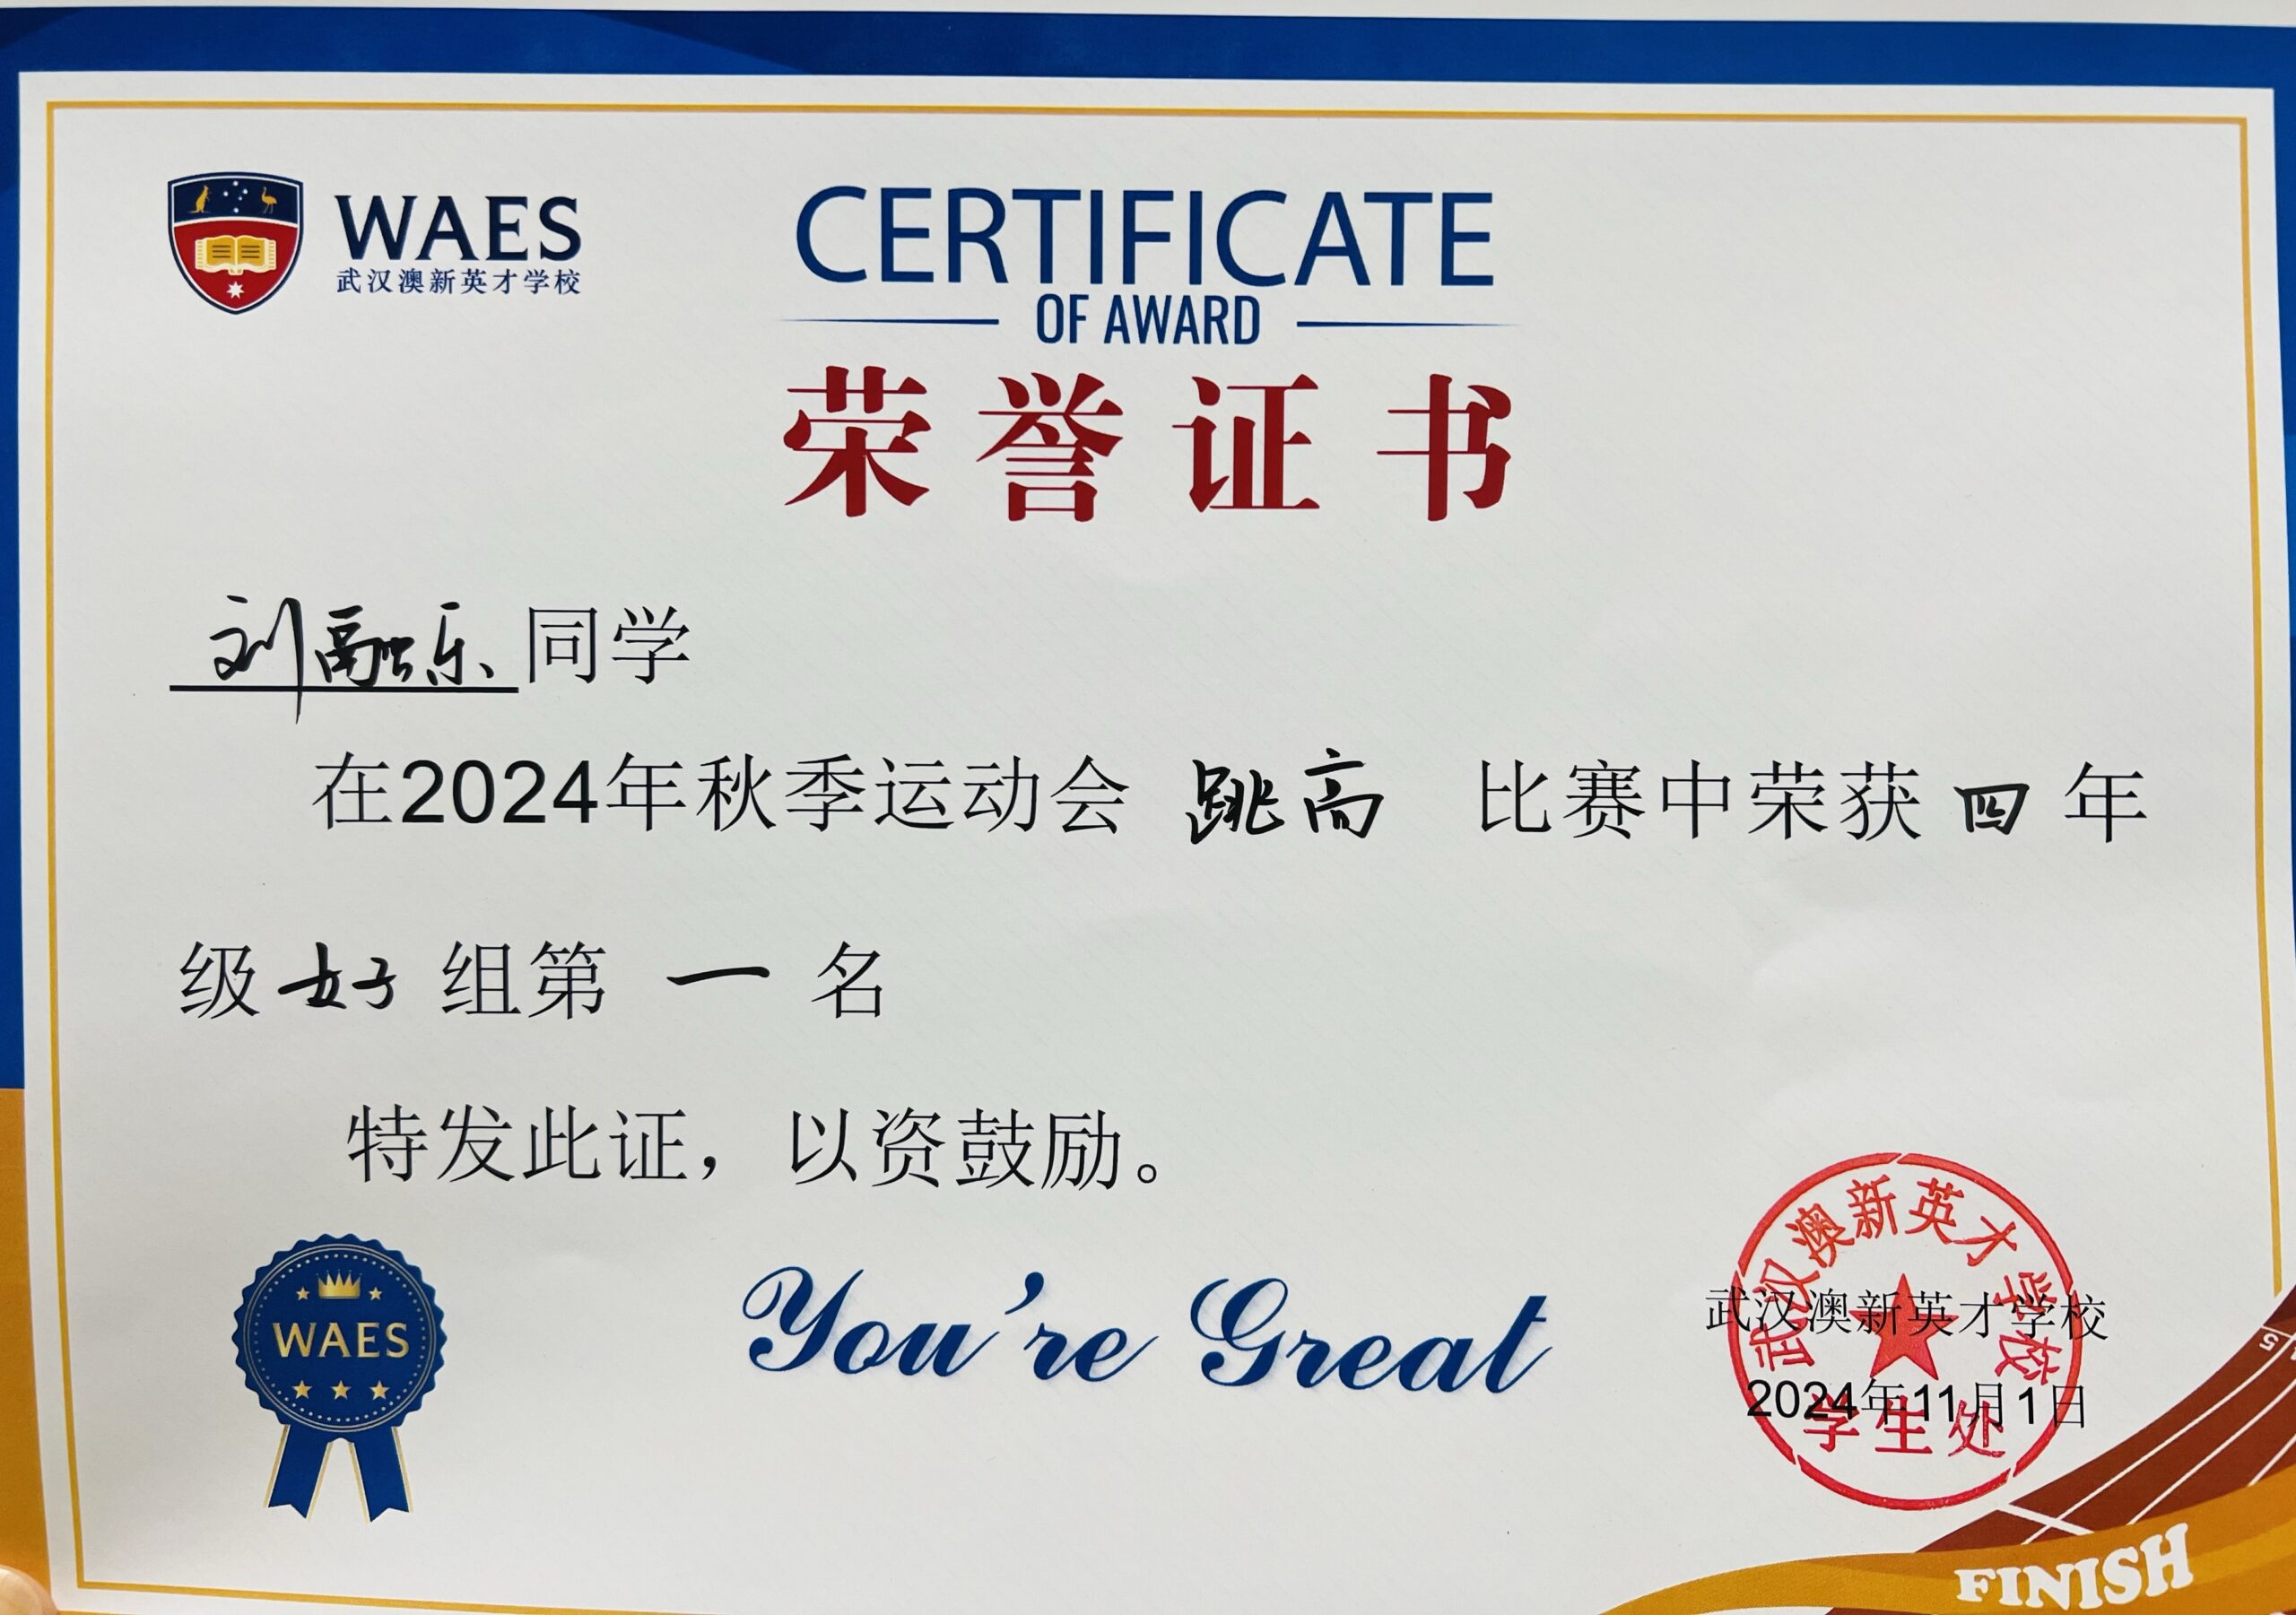 WAES
武汉澳新英才学校
CERTIFICATE
OF AWARD
荣誉证书
刘融乐同学
在2024年秋季运动会 跳高 比赛中荣获 四 年
级 女子 组第 一 名
特发此证，以资鼓励。
WAES
You're Great
武汉澳新英才学校
武汉澳新英才学校
2024年11月1日
学生处
5
FINISH